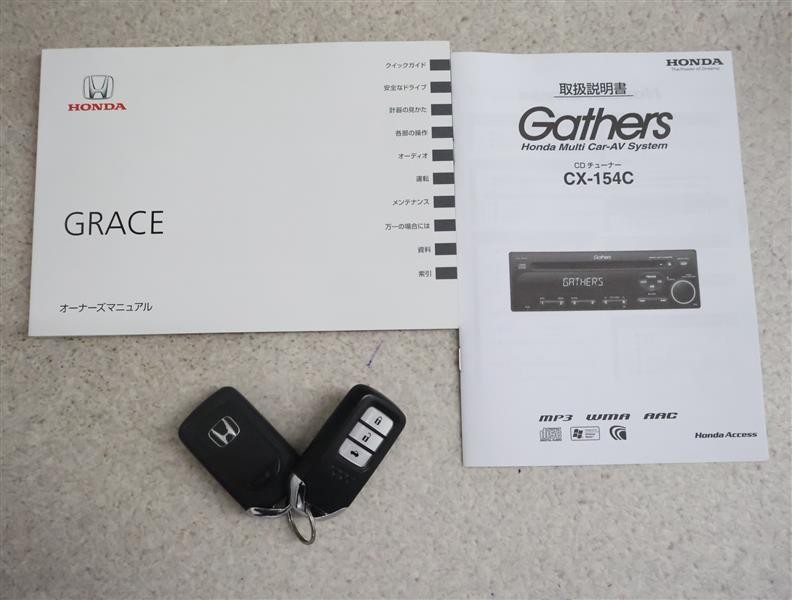 HONDA
GRACE
オーナーズマニュアル
クイックガイド
安全なドライブ
計器の見かた
各部の操作
オーディオ
運転
メンテナンス
万一の場合には
資料
索引
HONDA
The Power of Dreams
取扱説明書
Gathers
Honda Multi Car-AV System
CD チューナー
CX-154C
Gathers
GATHERS
MP3 WMA AAC
Honda Access